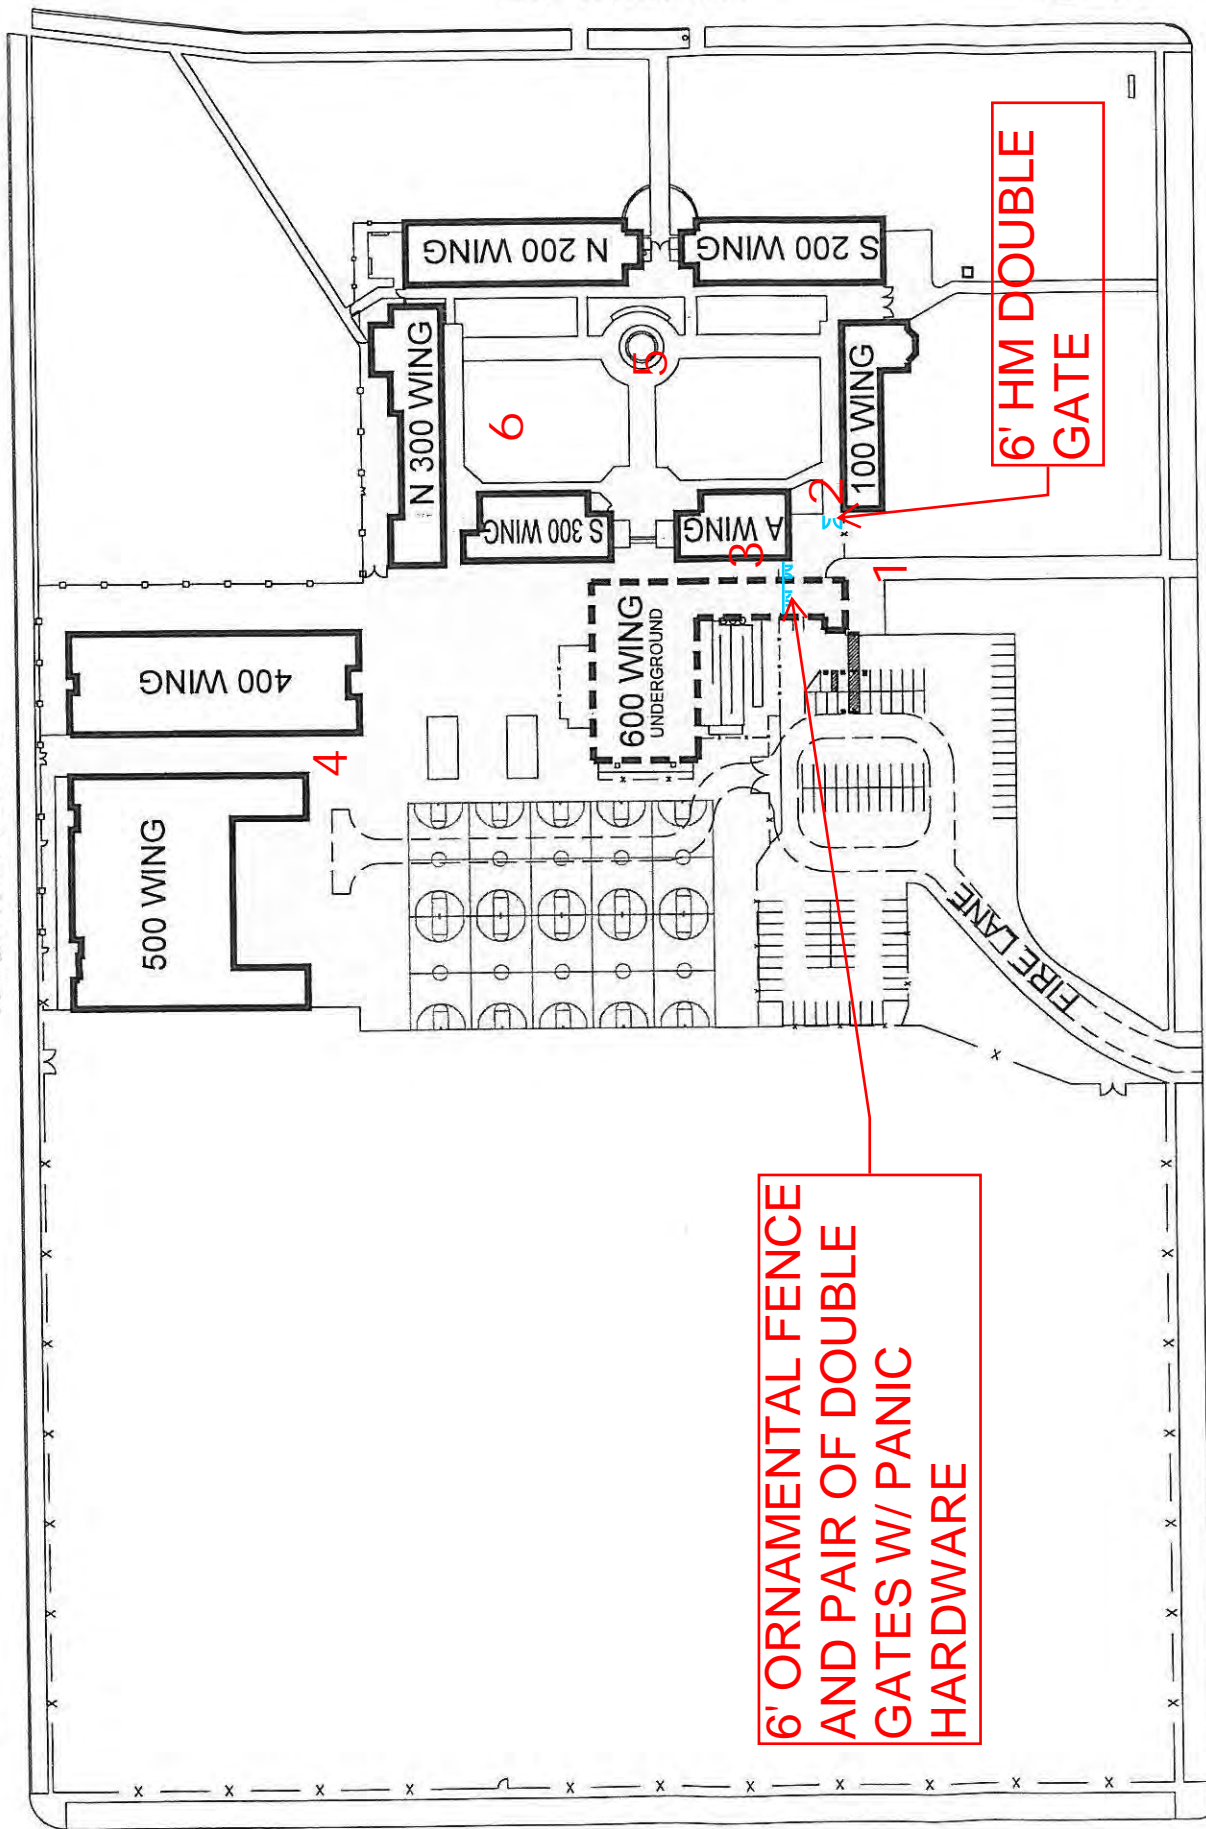 N 200 WING
S 200 WING
6' HM DOUBLE
GATE
N 300 WING
5
6
100 WING
2
S 300 WING
A WING
3
1
600 WING
UNDERGROUND
400 WING
4
500 WING
FIRE LANE
6' ORNAMENTAL FENCE
AND PAIR OF DOUBLE
GATES W/ PANIC
HARDWARE